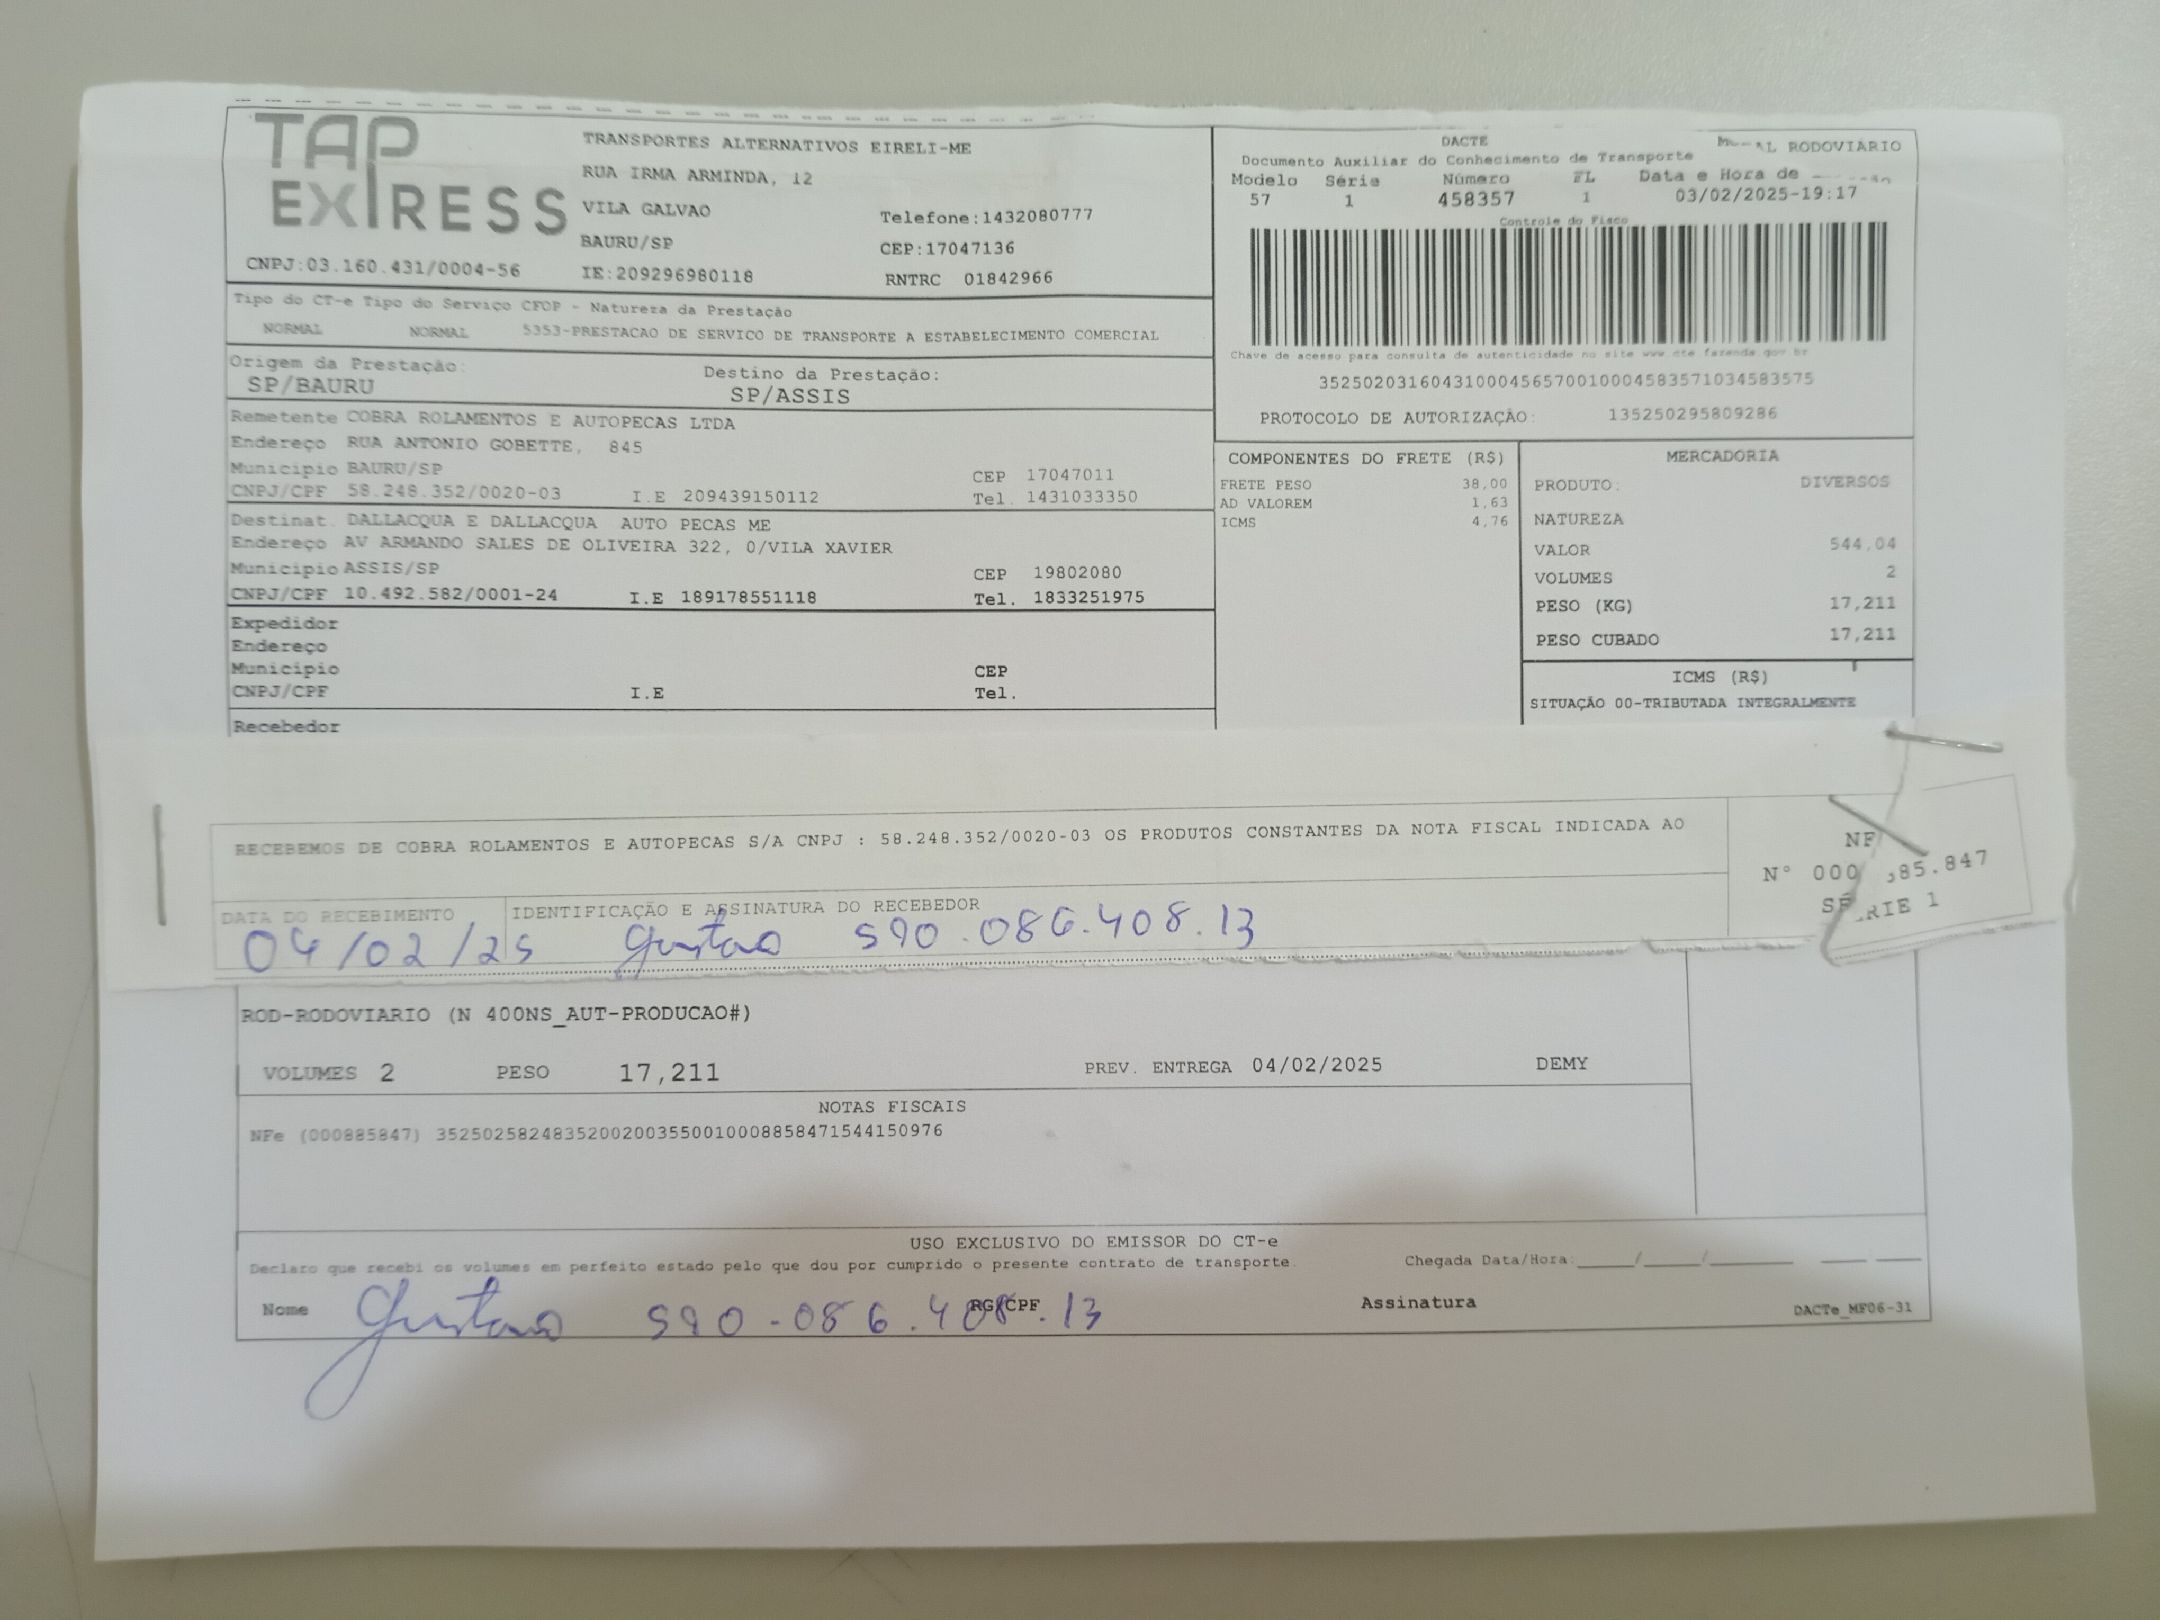 TAP EXPRESS
TRANSPORTES ALTERNATIVOS EIRELI-ME
RUA IRMA ARMINDA, 12
VILA GALVAO Telefone:1432080777
BAURU/SP CEP:17047136
CNPJ:03.160.431/0004-56 IE:209296980118 RNTRC 01842966
DACTE RODOVIÁRIO
Documento Auxiliar do Conhecimento de Transporte
Modelo Série Número FL Data e Hora de
57 1 458357 1 03/02/2025-19:17
Controle do Fisco
Chave de acesso para consulta de autenticidade no site www.cte.fazenda.gov.br
35250203160431000456570010004583571034583575
PROTOCOLO DE AUTORIZAÇÃO: 135250295809286
Tipo do CT-e Tipo do Serviço CFOP - Natureza da Prestação
NORMAL NORMAL 5353-PRESTACAO DE SERVICO DE TRANSPORTE A ESTABELECIMENTO COMERCIAL
Origem da Prestação: Destino da Prestação:
SP/BAURU SP/ASSIS
Remetente COBRA ROLAMENTOS E AUTOPECAS LTDA
Endereço RUA ANTONIO GOBETTE, 845
Município BAURU/SP CEP 17047011
CNPJ/CPF 58.248.352/0020-03 I.E 209439150112 Tel. 1431033350
Destinat. DALLACQUA E DALLACQUA AUTO PECAS ME
Endereço AV ARMANDO SALES DE OLIVEIRA 322, 0/VILA XAVIER
Município ASSIS/SP CEP 19802080
CNPJ/CPF 10.492.582/0001-24 I.E 189178551118 Tel. 1833251975
Expedidor
Endereço
Município CEP
CNPJ/CPF I.E Tel.
Recebedor
COMPONENTES DO FRETE (R$)
FRETE PESO 38,00
AD VALOREM 1,63
ICMS 4,76
MERCADORIA
PRODUTO: DIVERSOS
NATUREZA
VALOR 544,04
VOLUMES 2
PESO (KG) 17,211
PESO CUBADO 17,211
ICMS (R$)
SITUAÇÃO 00-TRIBUTADA INTEGRALMENTE
RECEBEMOS DE COBRA ROLAMENTOS E AUTOPECAS S/A CNPJ : 58.248.352/0020-03 OS PRODUTOS CONSTANTES DA NOTA FISCAL INDICADA AO
NF
N° 000 85.847
SÉRIE 1
DATA DO RECEBIMENTO IDENTIFICAÇÃO E ASSINATURA DO RECEBEDOR
04/02/25 Gustavo 590.086.408.13
ROD-RODOVIARIO (N 400NS_AUT-PRODUCAO#)
VOLUMES 2 PESO 17,211 PREV. ENTREGA 04/02/2025 DEMY
NOTAS FISCAIS
NFe (000885847) 35250258248352002003550010008858471544150976
USO EXCLUSIVO DO EMISSOR DO CT-e
Declaro que recebi os volumes em perfeito estado pelo que dou por cumprido o presente contrato de transporte. Chegada Data/Hora:____/____/______ ___ ___
Nome Gustavo 590.086.408.13 RG/CPF Assinatura DACTe_MF06-31